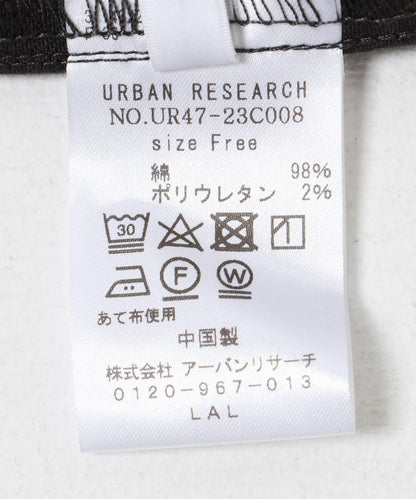 URBAN RESEARCH
NO.UR47-23C008
size Free
綿 98%
ポリウレタン 2%
30
F W
あて布使用
中国製
株式会社 アーバンリサーチ
0120-967-013
LAL